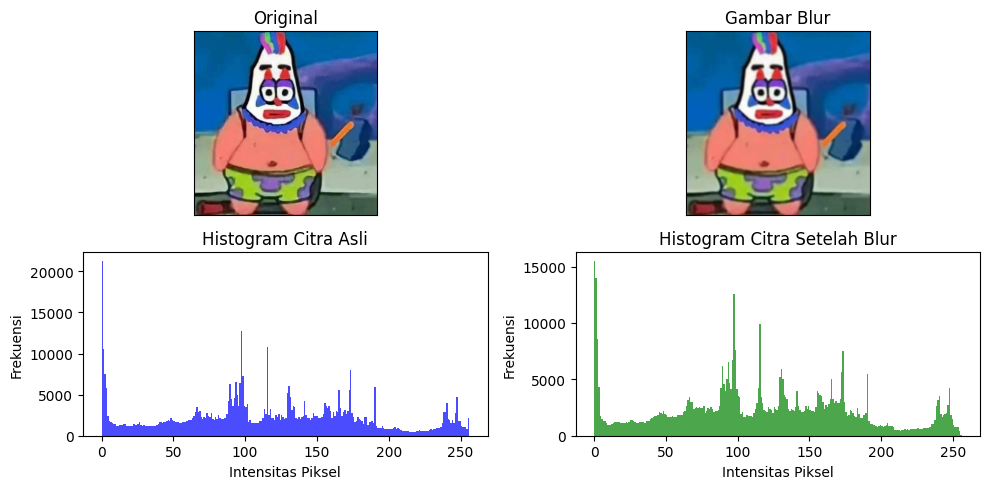 Original
Gambar Blur
Histogram Citra Asli
Histogram Citra Setelah Blur
Frekuensi
20000
15000
10000
5000
0
0 50 100 150 200 250
Intensitas Piksel
Frekuensi
15000
10000
5000
0
0 50 100 150 200 250
Intensitas Piksel